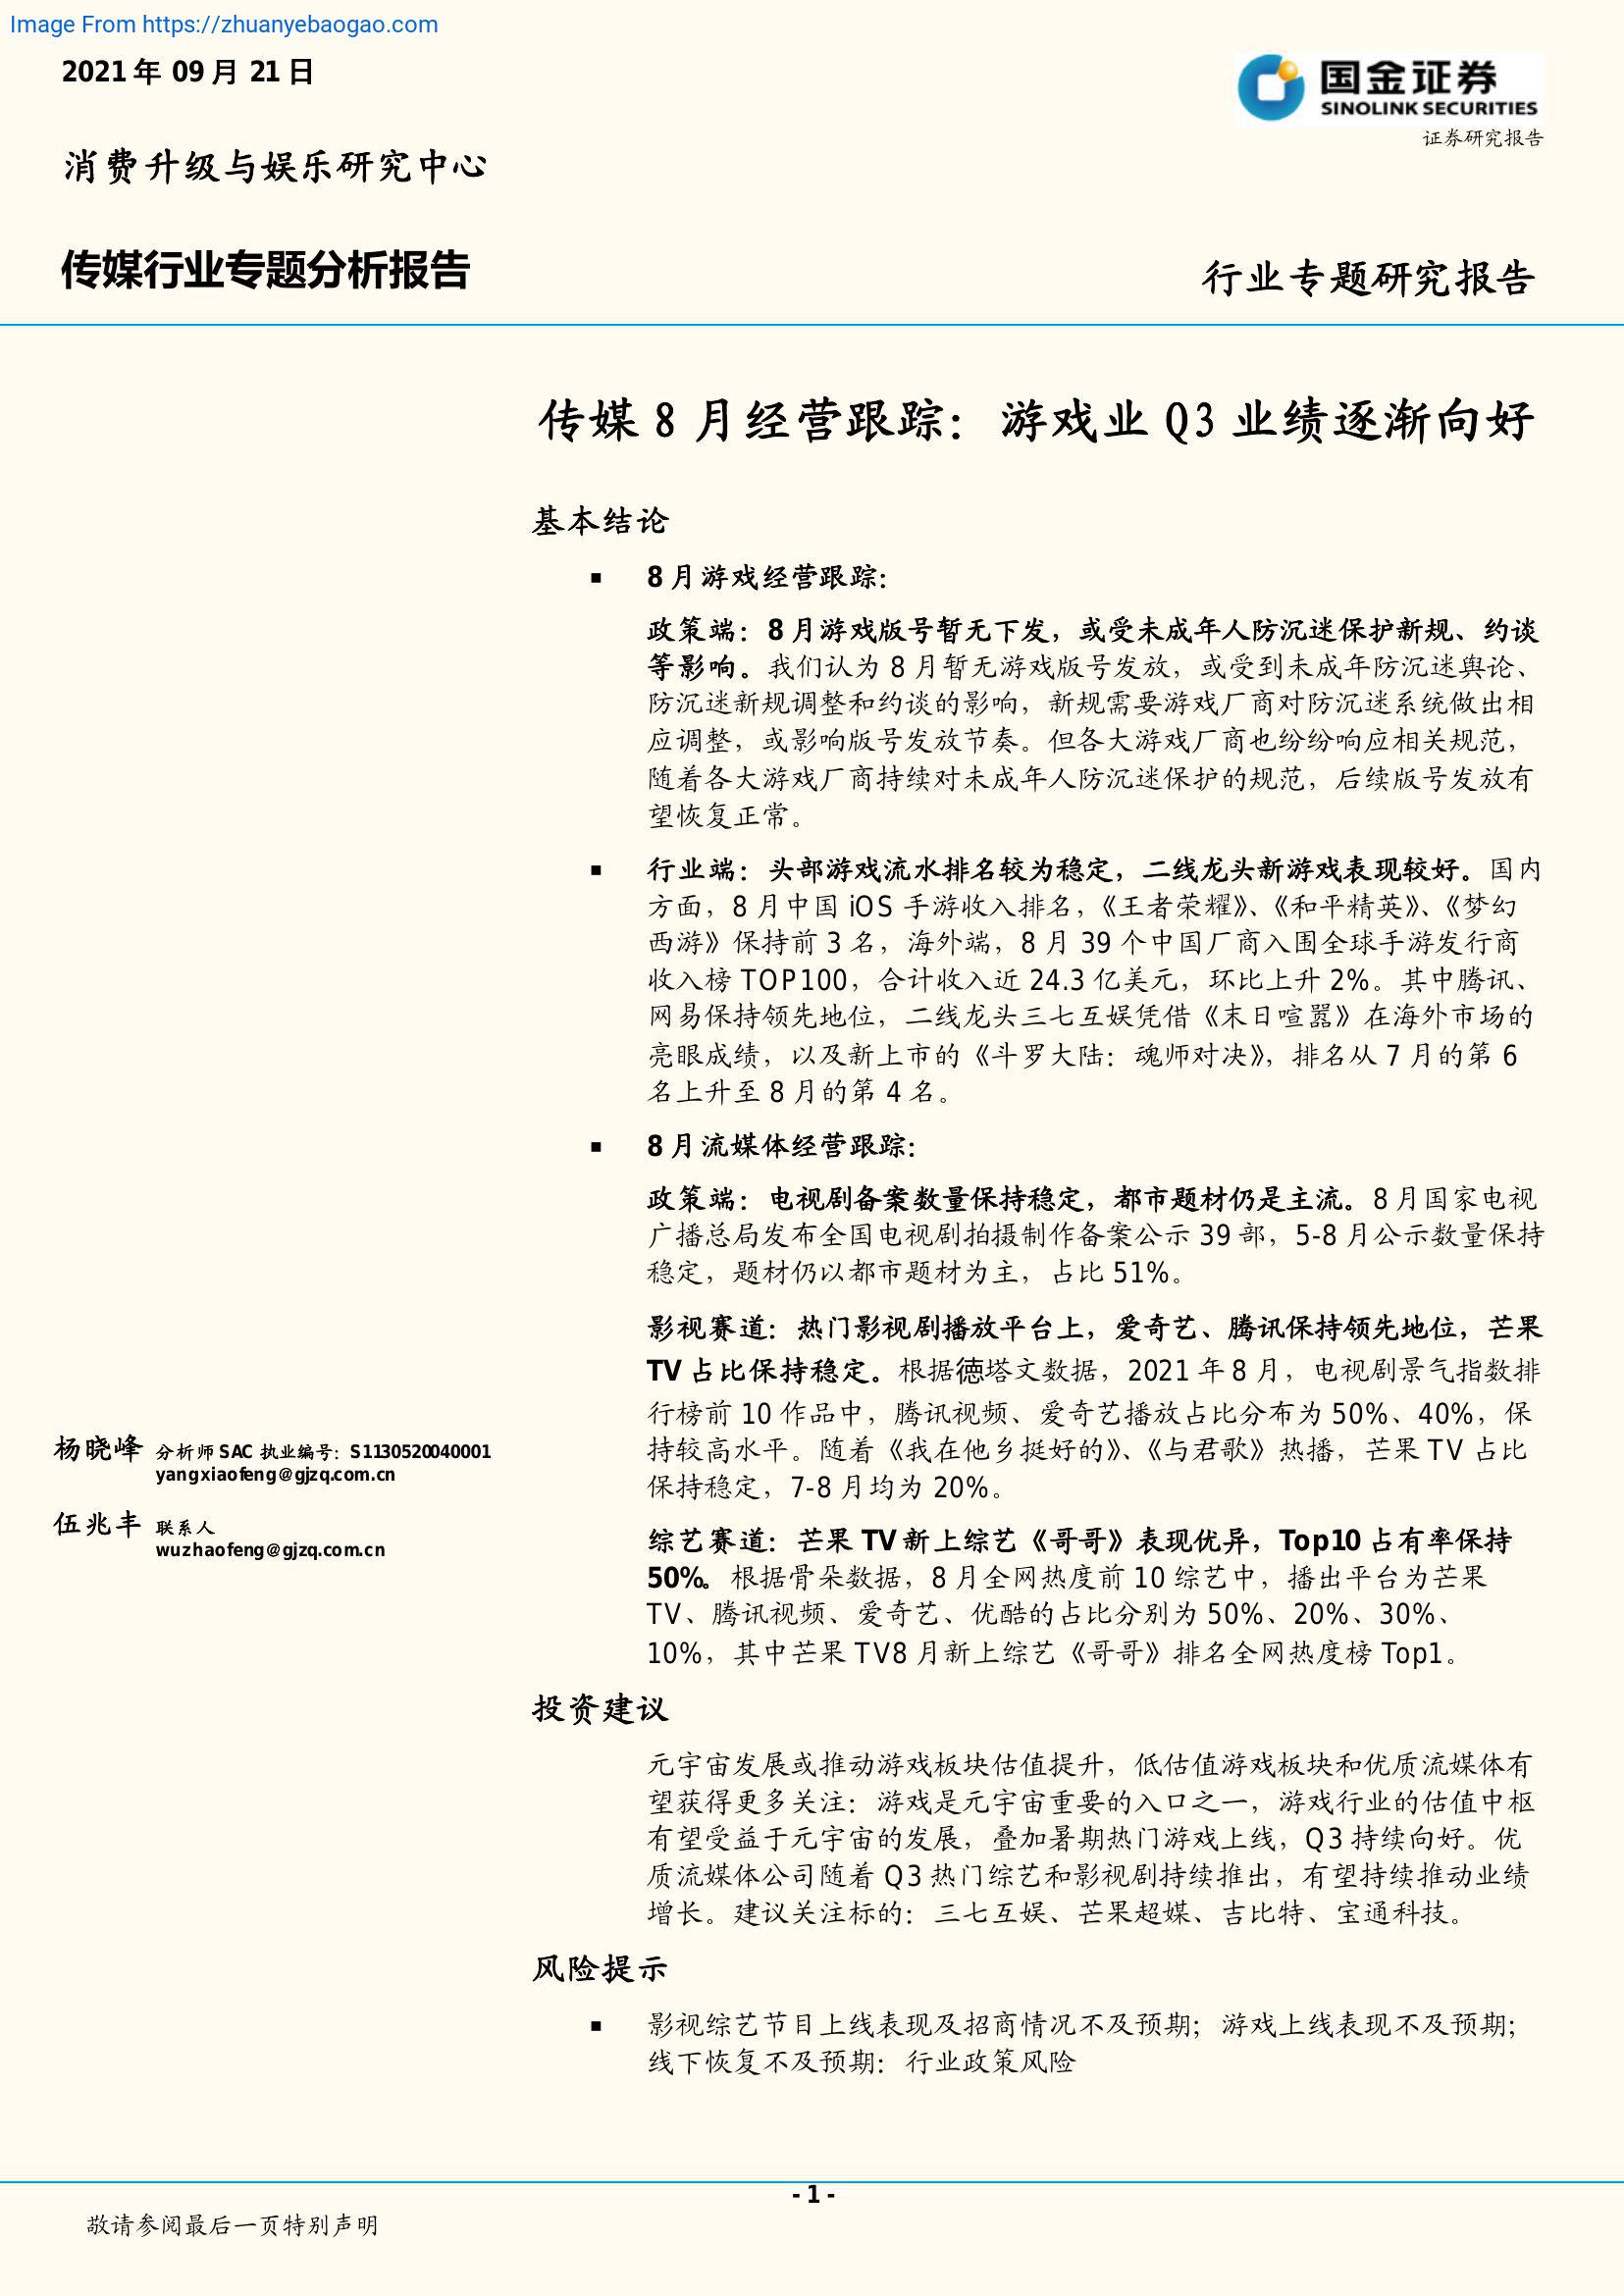 Image From https://zhuanyebaogao.com
2021 年 09 月 21 日
国金证券
SINOLINK SECURITIES
证券研究报告
消费升级与娱乐研究中心
传媒行业专题分析报告
行业专题研究报告
传媒 8 月经营跟踪：游戏业 Q3 业绩逐渐向好
基本结论
■ 8 月游戏经营跟踪：
政策端：8 月游戏版号暂无下发，或受未成年人防沉迷保护新规、约谈
等影响。我们认为 8 月暂无游戏版号发放，或受到未成年防沉迷舆论、
防沉迷新规调整和约谈的影响，新规需要游戏厂商对防沉迷系统做出相
应调整，或影响版号发放节奏。但各大游戏厂商也纷纷响应相关规范，
随着各大游戏厂商持续对未成年人防沉迷保护的规范，后续版号发放有
望恢复正常。
■ 行业端：头部游戏流水排名较为稳定，二线龙头新游戏表现较好。国内
方面，8 月中国 iOS 手游收入排名，《王者荣耀》、《和平精英》、《梦幻
西游》保持前 3 名，海外端，8 月 39 个中国厂商入围全球手游发行商
收入榜 TOP100，合计收入近 24.3 亿美元，环比上升 2%。其中腾讯、
网易保持领先地位，二线龙头三七互娱凭借《末日喧嚣》在海外市场的
亮眼成绩，以及新上市的《斗罗大陆：魂师对决》，排名从 7 月的第 6
名上升至 8 月的第 4 名。
■ 8 月流媒体经营跟踪：
政策端：电视剧备案数量保持稳定，都市题材仍是主流。8 月国家电视
广播总局发布全国电视剧拍摄制作备案公示 39 部，5-8 月公示数量保持
稳定，题材仍以都市题材为主，占比 51%。
影视赛道：热门影视剧播放平台上，爱奇艺、腾讯保持领先地位，芒果
TV 占比保持稳定。根据德塔文数据，2021 年 8 月，电视剧景气指数排
行榜前 10 作品中，腾讯视频、爱奇艺播放占比分布为 50%、40%，保
持较高水平。随着《我在他乡挺好的》、《与君歌》热播，芒果 TV 占比
保持稳定，7-8 月均为 20%。
综艺赛道：芒果 TV 新上综艺《哥哥》表现优异，Top10 占有率保持
50%。根据骨朵数据，8 月全网热度前 10 综艺中，播出平台为芒果
TV、腾讯视频、爱奇艺、优酷的占比分别为 50%、20%、30%、
10%，其中芒果 TV8 月新上综艺《哥哥》排名全网热度榜 Top1。
杨晓峰 分析师 SAC 执业编号：S1130520040001
yangxiaofeng@gjzq.com.cn
伍兆丰 联系人
wuzhaofeng@gjzq.com.cn
投资建议
元宇宙发展或推动游戏板块估值提升，低估值游戏板块和优质流媒体有
望获得更多关注：游戏是元宇宙重要的入口之一，游戏行业的估值中枢
有望受益于元宇宙的发展，叠加暑期热门游戏上线，Q3 持续向好。优
质流媒体公司随着 Q3 热门综艺和影视剧持续推出，有望持续推动业绩
增长。建议关注标的：三七互娱、芒果超媒、吉比特、宝通科技。
风险提示
■ 影视综艺节目上线表现及招商情况不及预期；游戏上线表现不及预期；
线下恢复不及预期：行业政策风险
- 1 -
敬请参阅最后一页特别声明